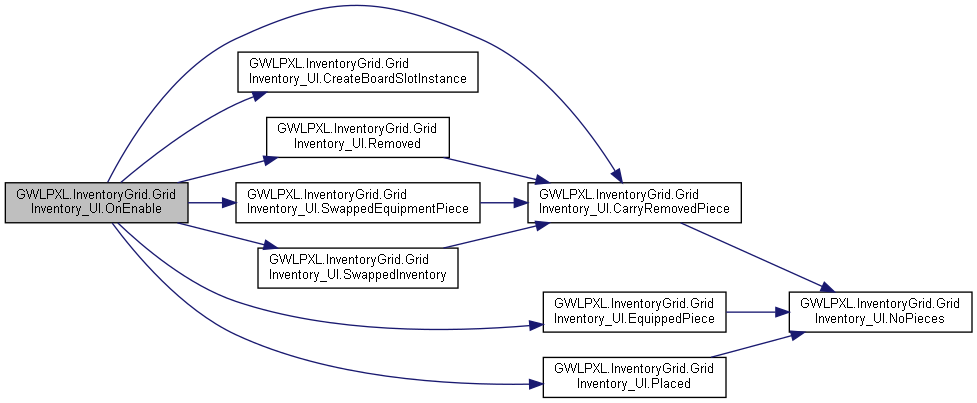 GWLPXL.InventoryGrid.Grid
Inventory_UI.OnEnable
GWLPXL.InventoryGrid.Grid
Inventory_UI.CreateBoardSlotInstance
GWLPXL.InventoryGrid.Grid
Inventory_UI.Removed
GWLPXL.InventoryGrid.Grid
Inventory_UI.SwappedEquipmentPiece
GWLPXL.InventoryGrid.Grid
Inventory_UI.SwappedInventory
GWLPXL.InventoryGrid.Grid
Inventory_UI.CarryRemovedPiece
GWLPXL.InventoryGrid.Grid
Inventory_UI.EquippedPiece
GWLPXL.InventoryGrid.Grid
Inventory_UI.Placed
GWLPXL.InventoryGrid.Grid
Inventory_UI.NoPieces